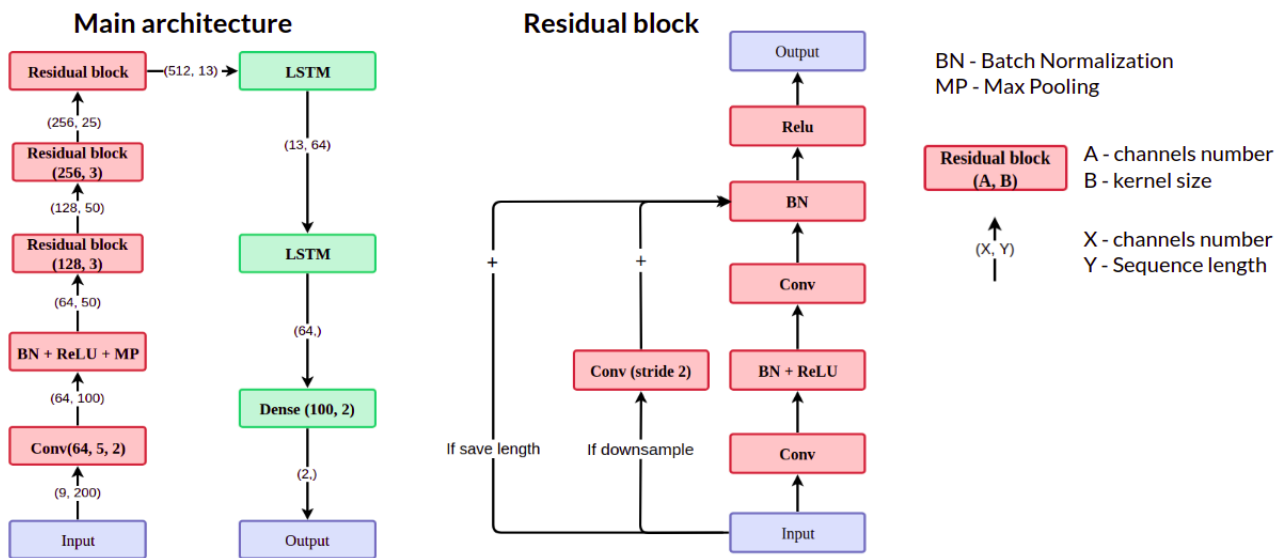 Main architecture
Residual block
(512, 13)
LSTM
(256, 25)
Residual block
(256, 3)
(13, 64)
(128, 50)
Residual block
(128, 3)
LSTM
(64, 50)
(64,)
BN + ReLU + MP
(64, 100)
Dense (100, 2)
Conv(64, 5, 2)
(2,)
(9, 200)
Input
Output
Residual block
Output
Relu
BN
+
+
Conv
Conv (stride 2)
BN + ReLU
If save length
If downsample
Conv
Input
BN - Batch Normalization
MP - Max Pooling
Residual block
(A, B)
A - channels number
B - kernel size
(X, Y)
X - channels number
Y - Sequence length